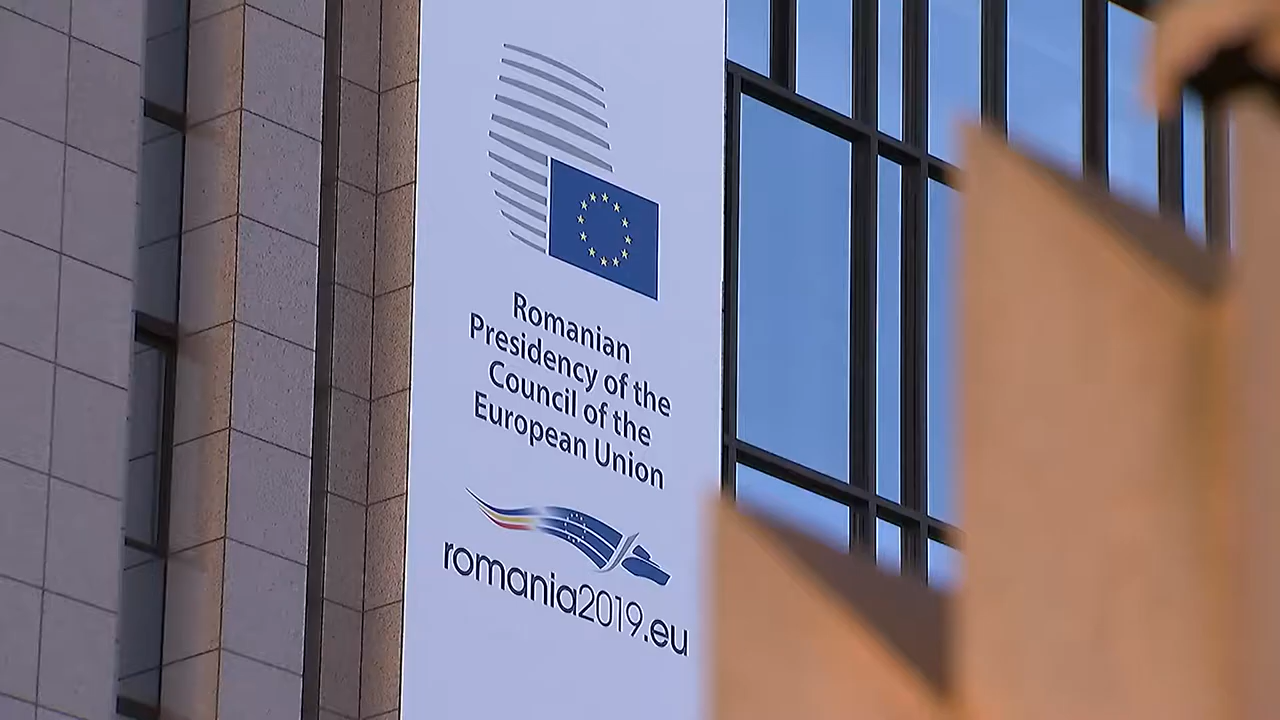 Romanian
Presidency of the
Council of the
European Union
romania2019.eu